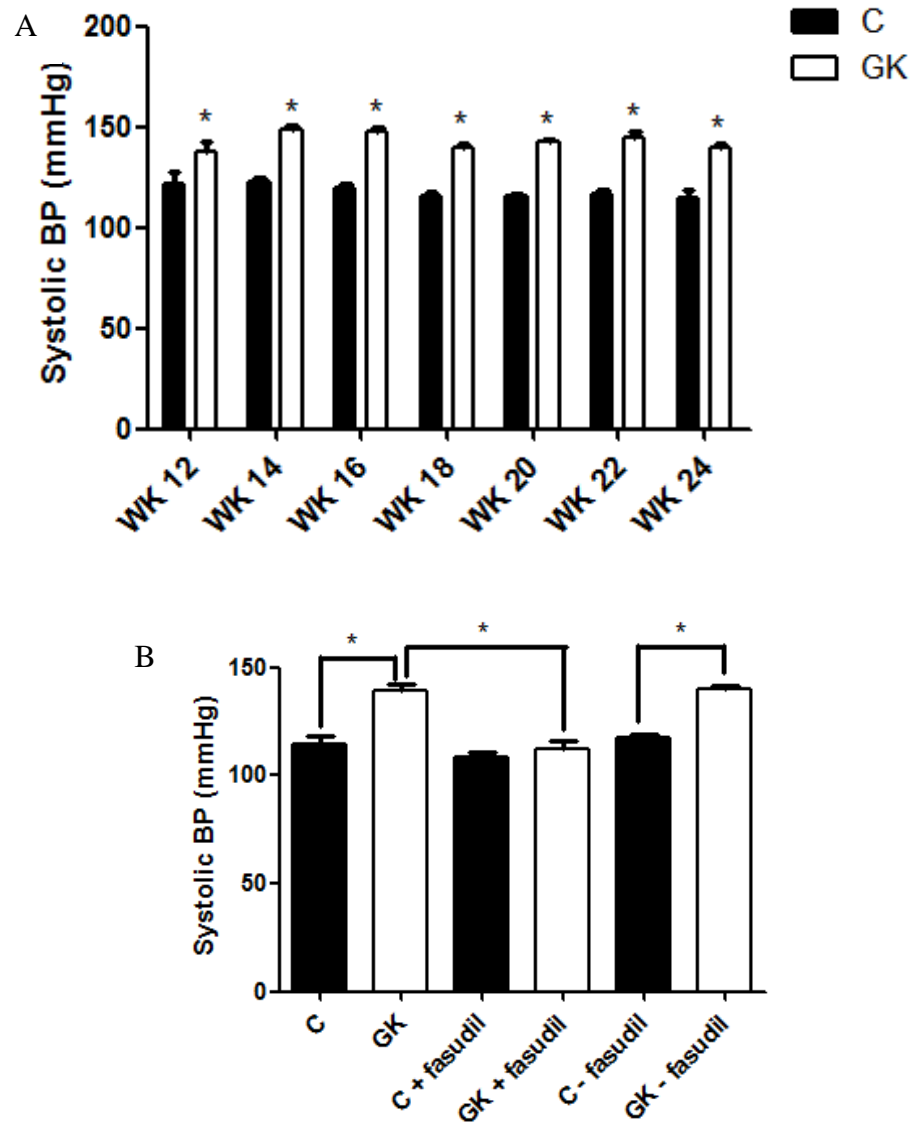 A
C
GK
Systolic BP (mmHg)
200
150
100
50
0
* * * * * * *
WK 12 WK 14 WK 16 WK 18 WK 20 WK 22 WK 24
B
Systolic BP (mmHg)
150
100
50
0
* * *
C GK C + fasudil GK + fasudil C - fasudil GK - fasudil